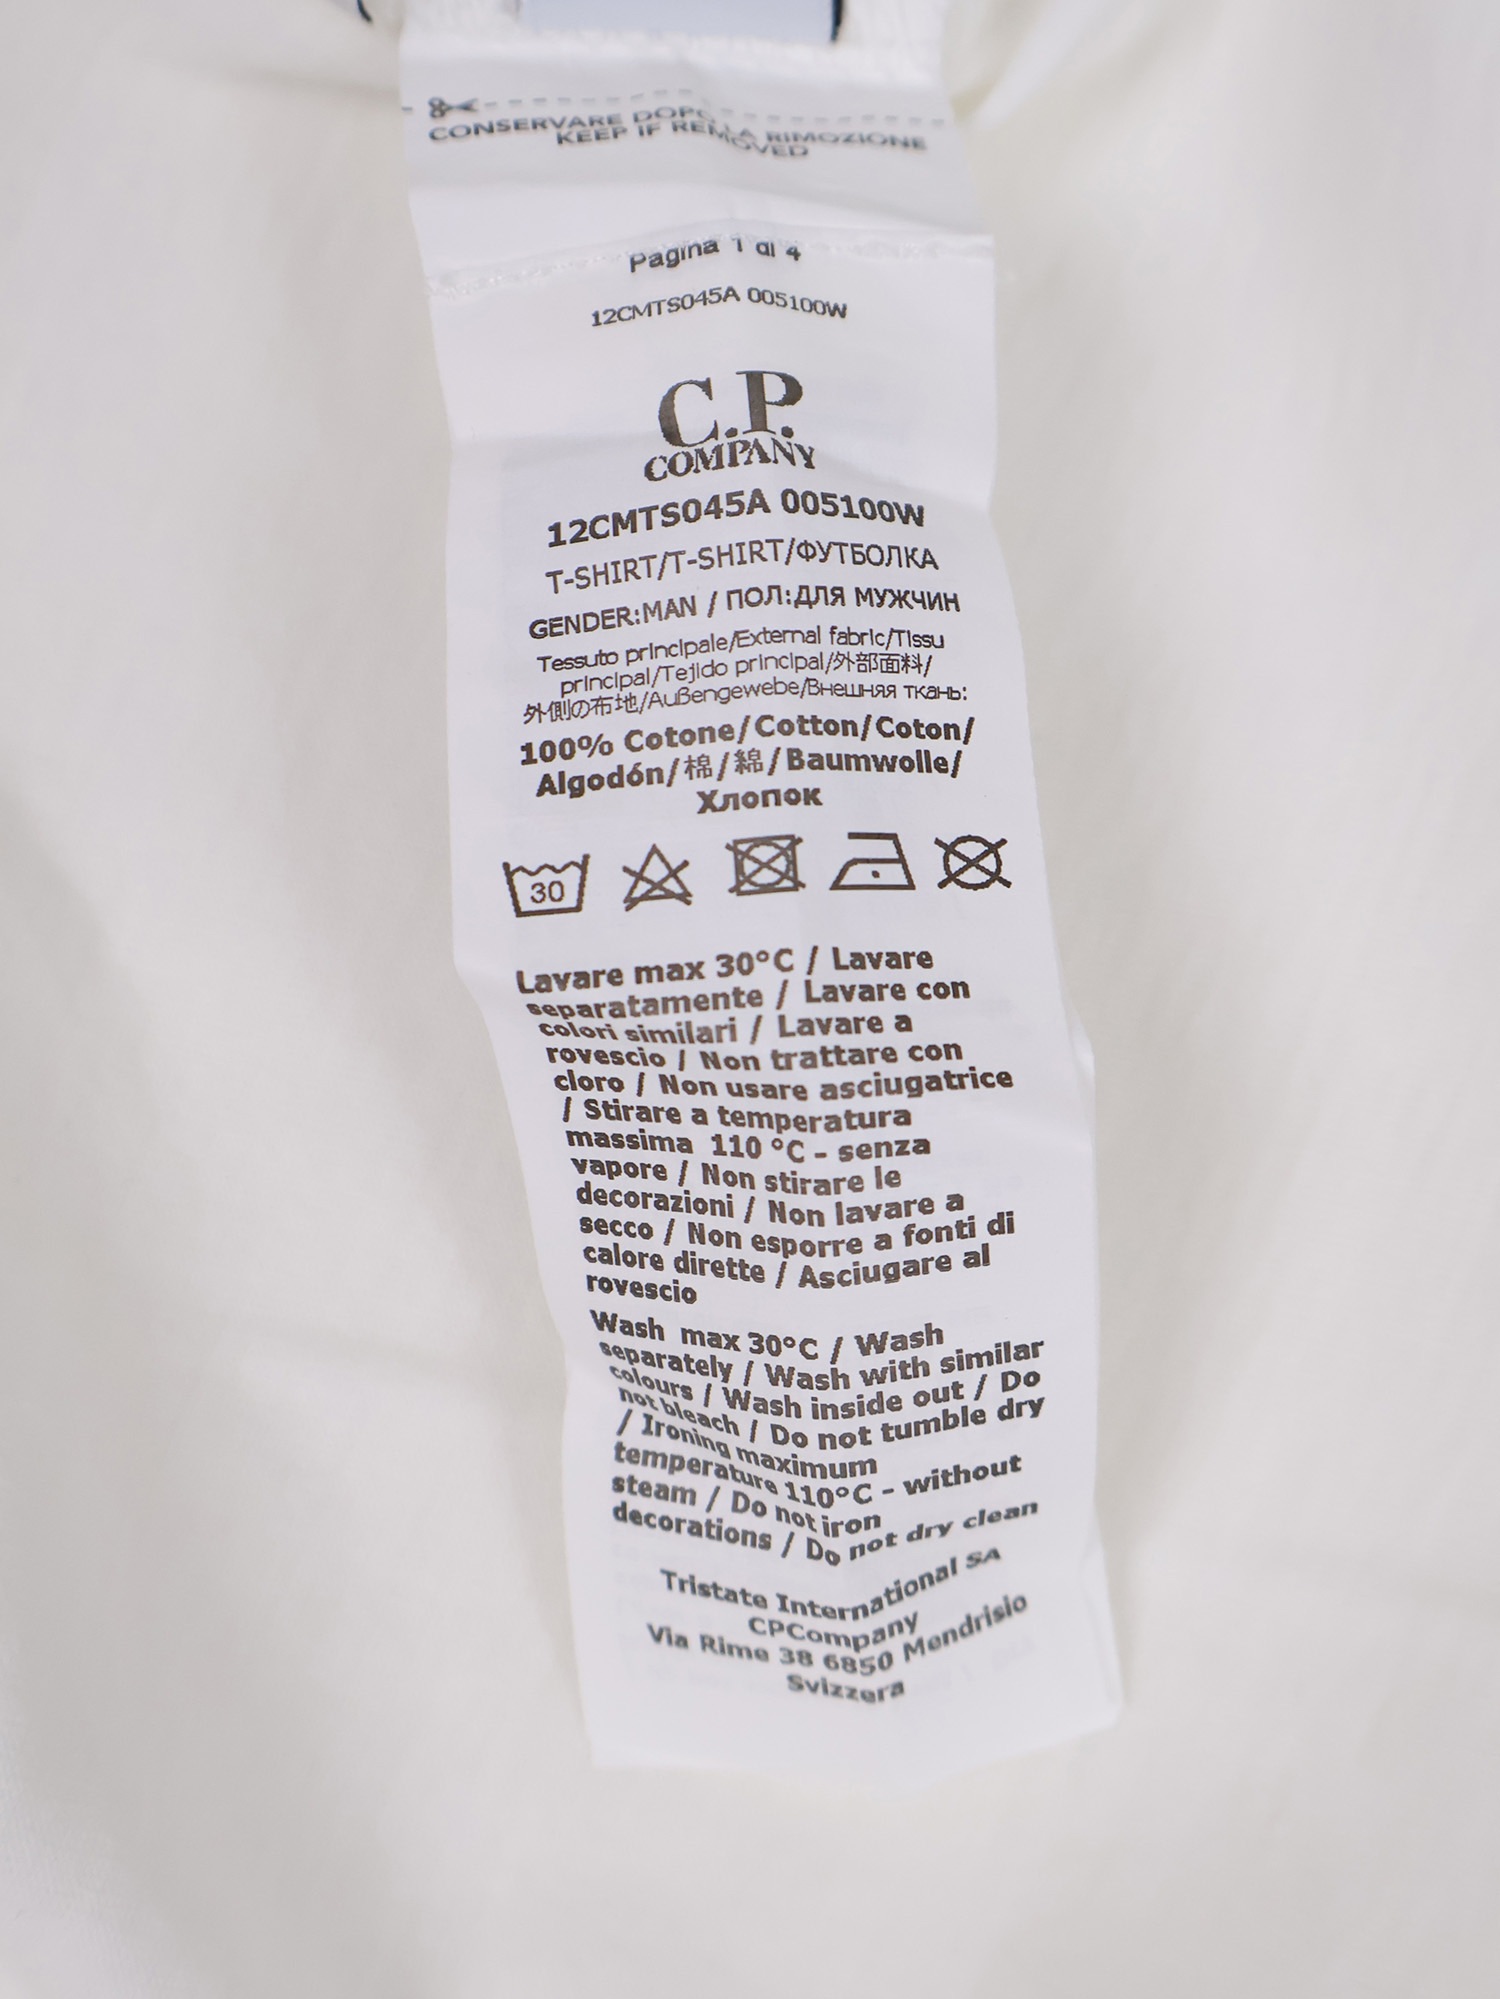 CONSERVARE DOPO LA RIMOZIONE
KEEP IF REMOVED
Pagina 1 di 4
12CMTS045A 005100W
C.P.
COMPANY
12CMTS045A 005100W
T-SHIRT/T-SHIRT/ФУТБОЛКА
GENDER:MAN / ПОЛ:ДЛЯ МУЖЧИН
Tessuto principale/External fabric/Tissu
principal/Tejido principal/外部面料/
外側の布地/Außengewebe/Внешняя ткань:
100% Cotone/Cotton/Coton/
Algodón/棉/綿/Baumwolle/
Хлопок
30
Lavare max 30°C / Lavare
separatamente / Lavare con
colori similari / Lavare a
rovescio / Non trattare con
cloro / Non usare asciugatrice
/ Stirare a temperatura
massima 110 °C - senza
vapore / Non stirare le
decorazioni / Non lavare a
secco / Non esporre a fonti di
calore dirette / Asciugare al
rovescio
Wash max 30°C / Wash
separately / Wash with similar
colours / Wash inside out / Do
not bleach / Do not tumble dry
/ Ironing maximum
temperature 110°C - without
steam / Do not iron
decorations / Do not dry clean
Tristate International SA
CPCompany
Via Rime 38 6850 Mendrisio
Svizzera